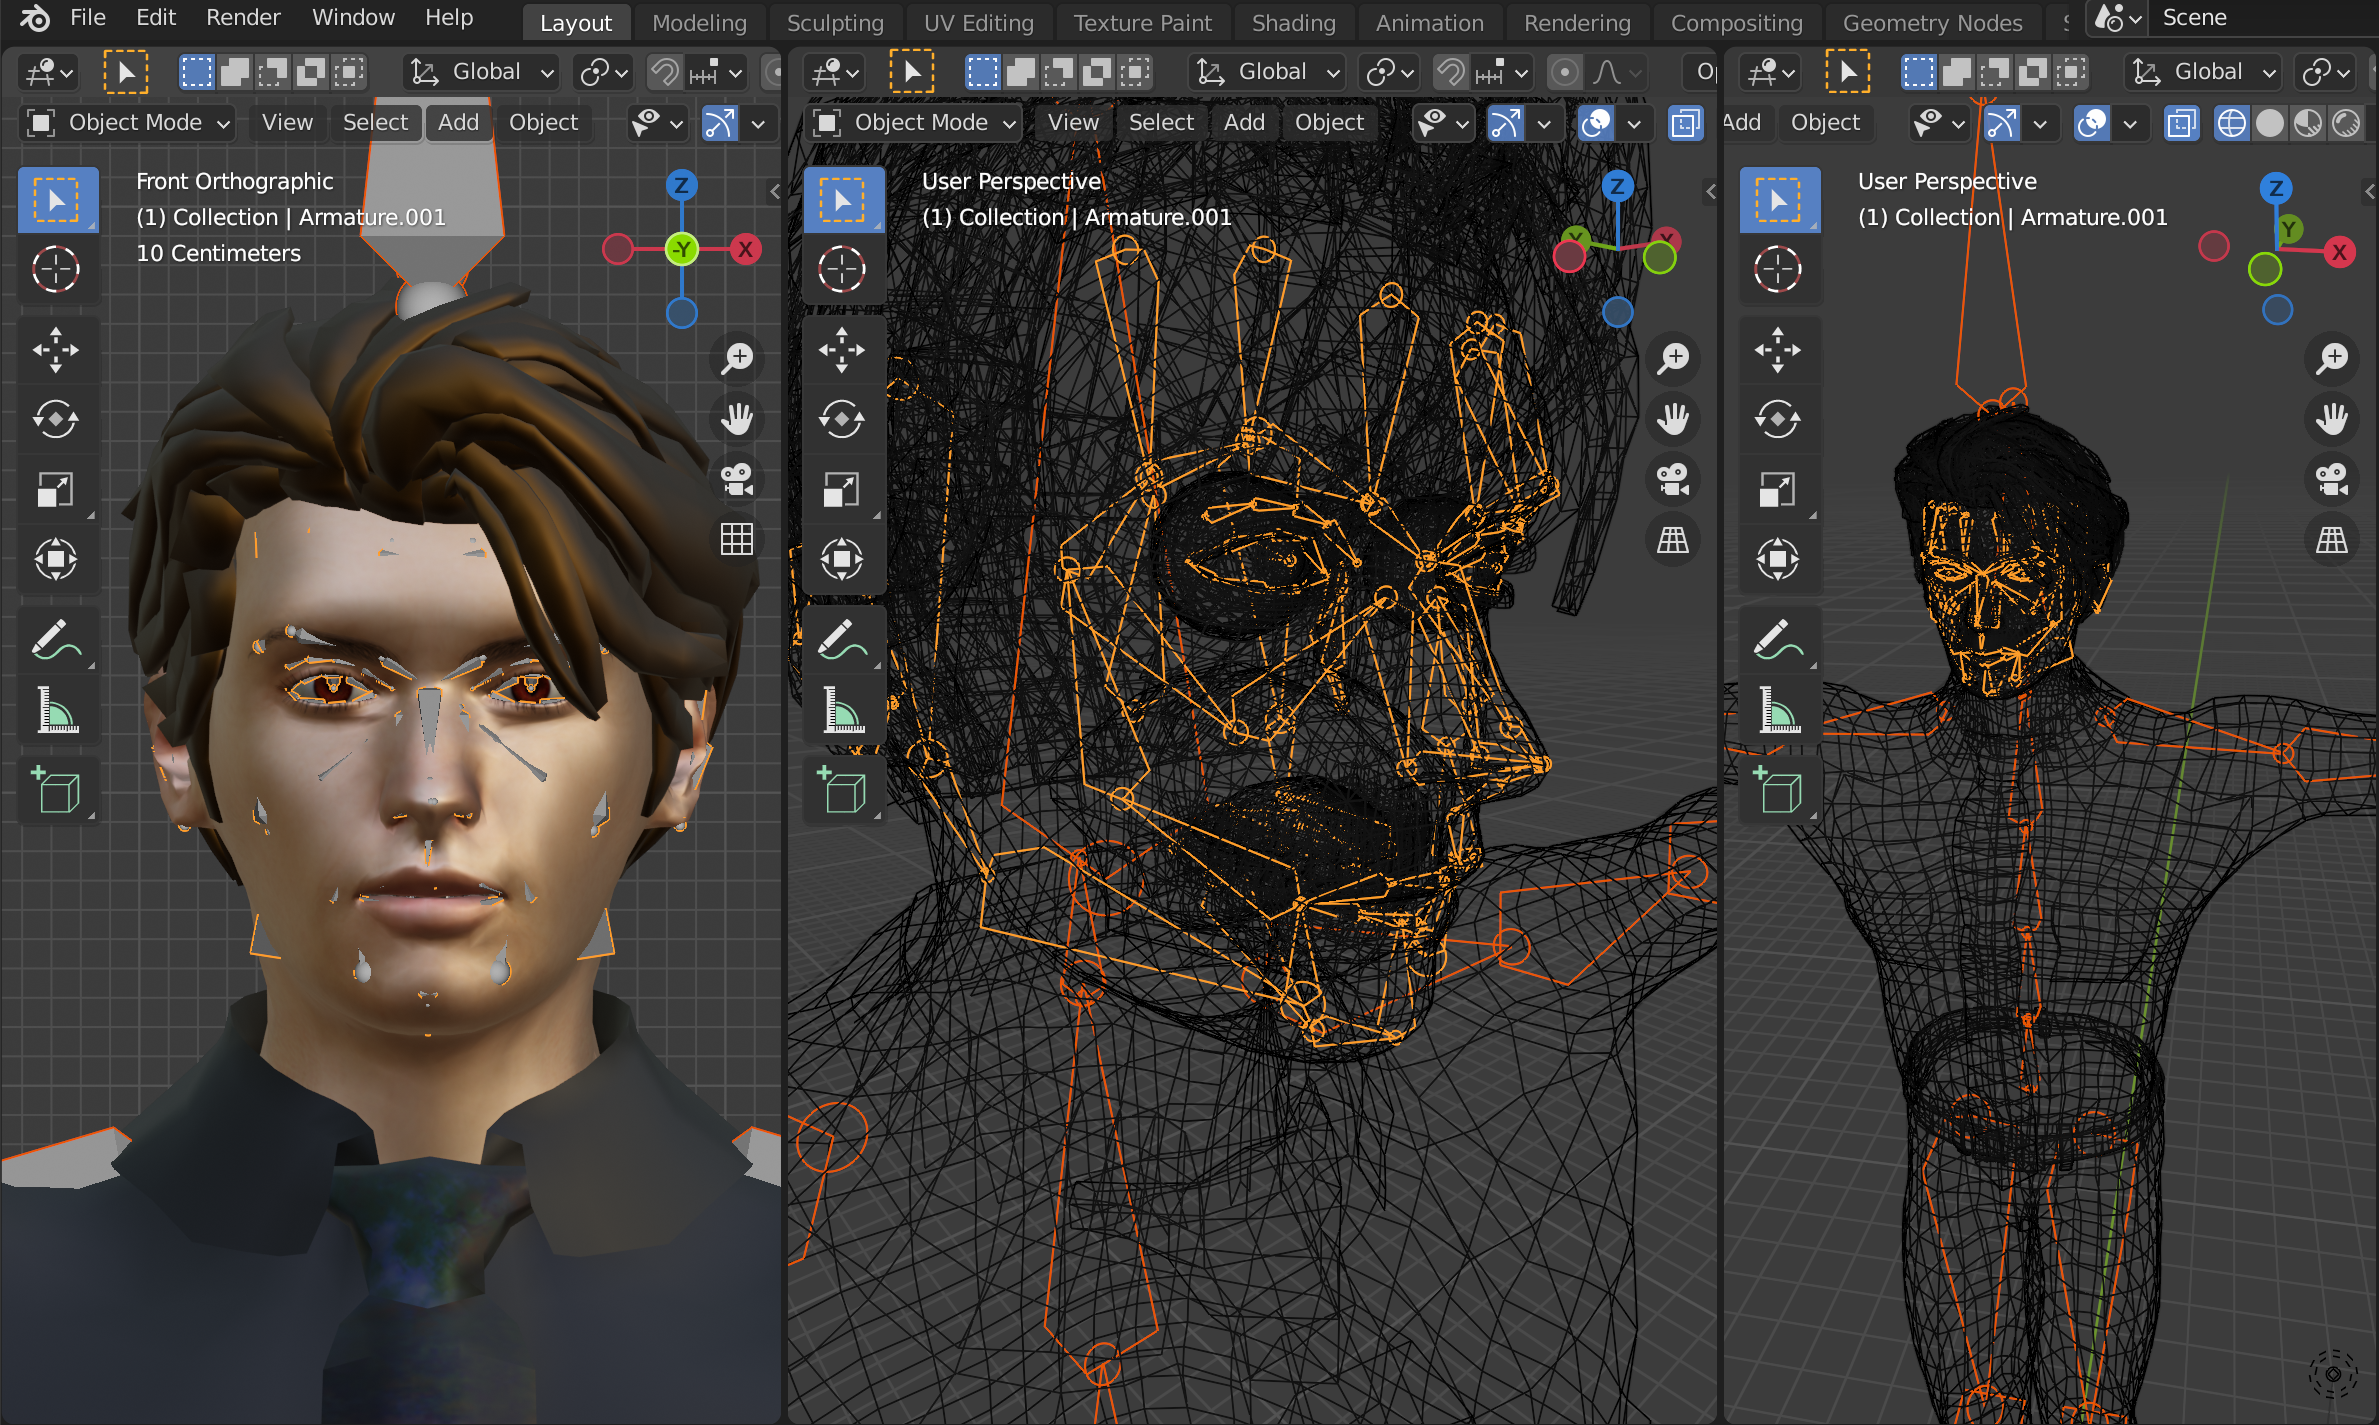 File Edit Render Window Help Layout Modeling Sculpting UV Editing Texture Paint Shading Animation Rendering Compositing Geometry Nodes Scene
Global
Object Mode View Select Add Object
Front Orthographic
(1) Collection | Armature.001
10 Centimeters
Z
-Y
X
Global
Object Mode View Select Add Object
User Perspective
(1) Collection | Armature.001
Z
Y
X
Global
Add Object
User Perspective
(1) Collection | Armature.001
Z
Y
X